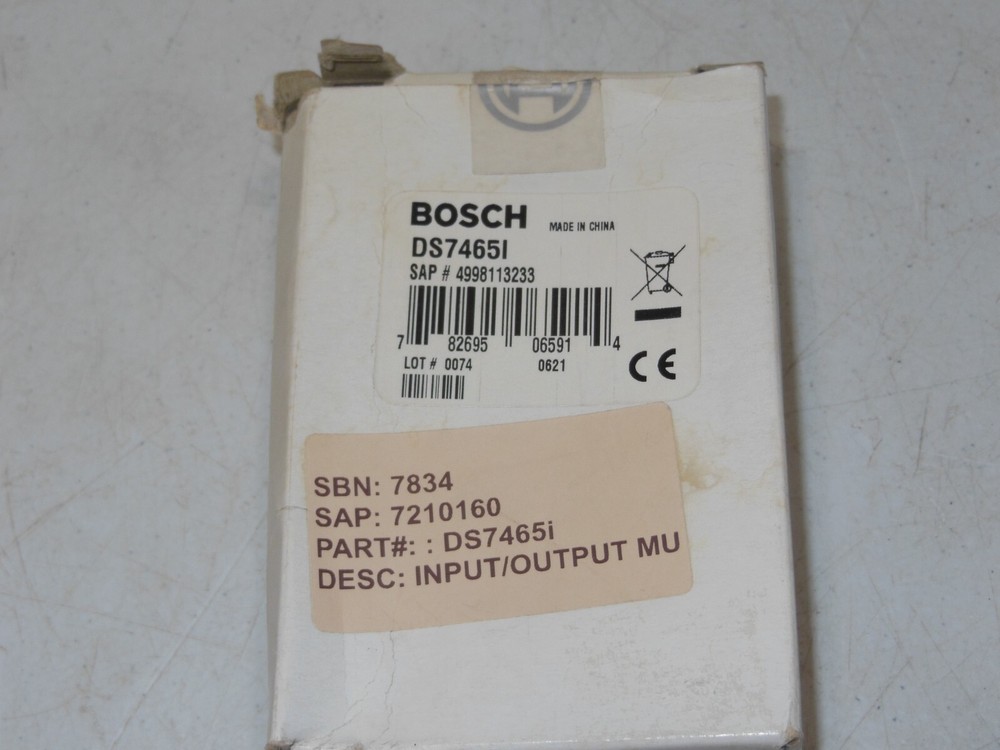 BOSCH MADE IN CHINA
DS7465I
SAP # 4998113233
7 82695 06591 4
LOT # 0074 0621
CE
SBN: 7834
SAP: 7210160
PART#: : DS7465i
DESC: INPUT/OUTPUT MU